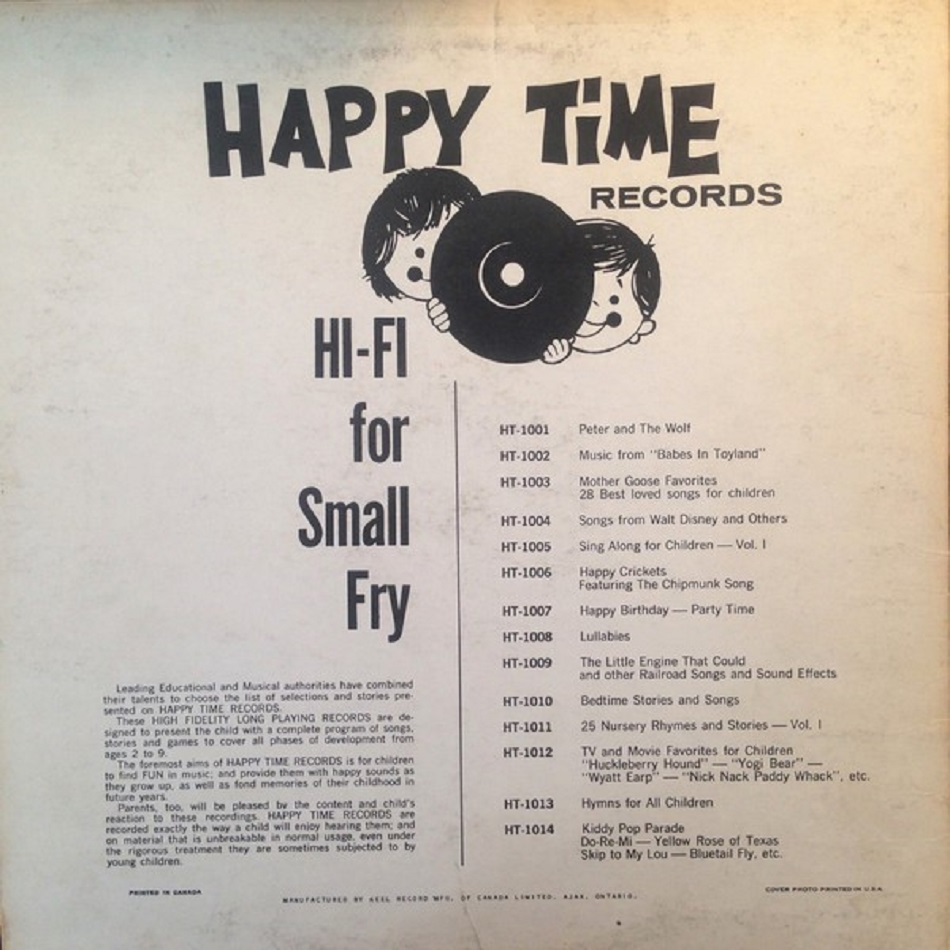 HAPPY TiME
RECORDS
HI-FI
for
Small
Fry
Leading Educational and Musical authorities have combined
their talents to choose the list of selections and stories pre-
sented on HAPPY TIME RECORDS.
These HIGH FIDELITY LONG PLAYING RECORDS are de-
signed to present the child with a complete program of songs,
stories and games to cover all phases of development from
ages 2 to 9.
The foremost aims of HAPPY TIME RECORDS is for children
to find FUN in music; and provide them with happy sounds as
they grow up, as well as fond memories of their childhood in
future years.
Parents, too, will be pleased by the content and child's
reaction to these recordings. HAPPY TIME RECORDS are
recorded exactly the way a child will enjoy hearing them; and
on material that is unbreakable in normal usage, even under
the rigorous treatment they are sometimes subjected to by
young children.
HT-1001 Peter and The Wolf
HT-1002 Music from "Babes In Toyland"
HT-1003 Mother Goose Favorites
28 Best loved songs for children
HT-1004 Songs from Walt Disney and Others
HT-1005 Sing Along for Children — Vol. I
HT-1006 Happy Crickets
Featuring The Chipmunk Song
HT-1007 Happy Birthday — Party Time
HT-1008 Lullabies
HT-1009 The Little Engine That Could
and other Railroad Songs and Sound Effects
HT-1010 Bedtime Stories and Songs
HT-1011 25 Nursery Rhymes and Stories — Vol. I
HT-1012 TV and Movie Favorites for Children
"Huckleberry Hound" — "Yogi Bear" —
"Wyatt Earp" — "Nick Nack Paddy Whack", etc.
HT-1013 Hymns for All Children
HT-1014 Kiddy Pop Parade
Do-Re-Mi — Yellow Rose of Texas
Skip to My Lou — Bluetail Fly, etc.
PRINTED IN CANADA
MANUFACTURED BY KEEL RECORD MFG. OF CANADA LIMITED, AJAX, ONTARIO.
COVER PHOTO PRINTED IN U.S.A.